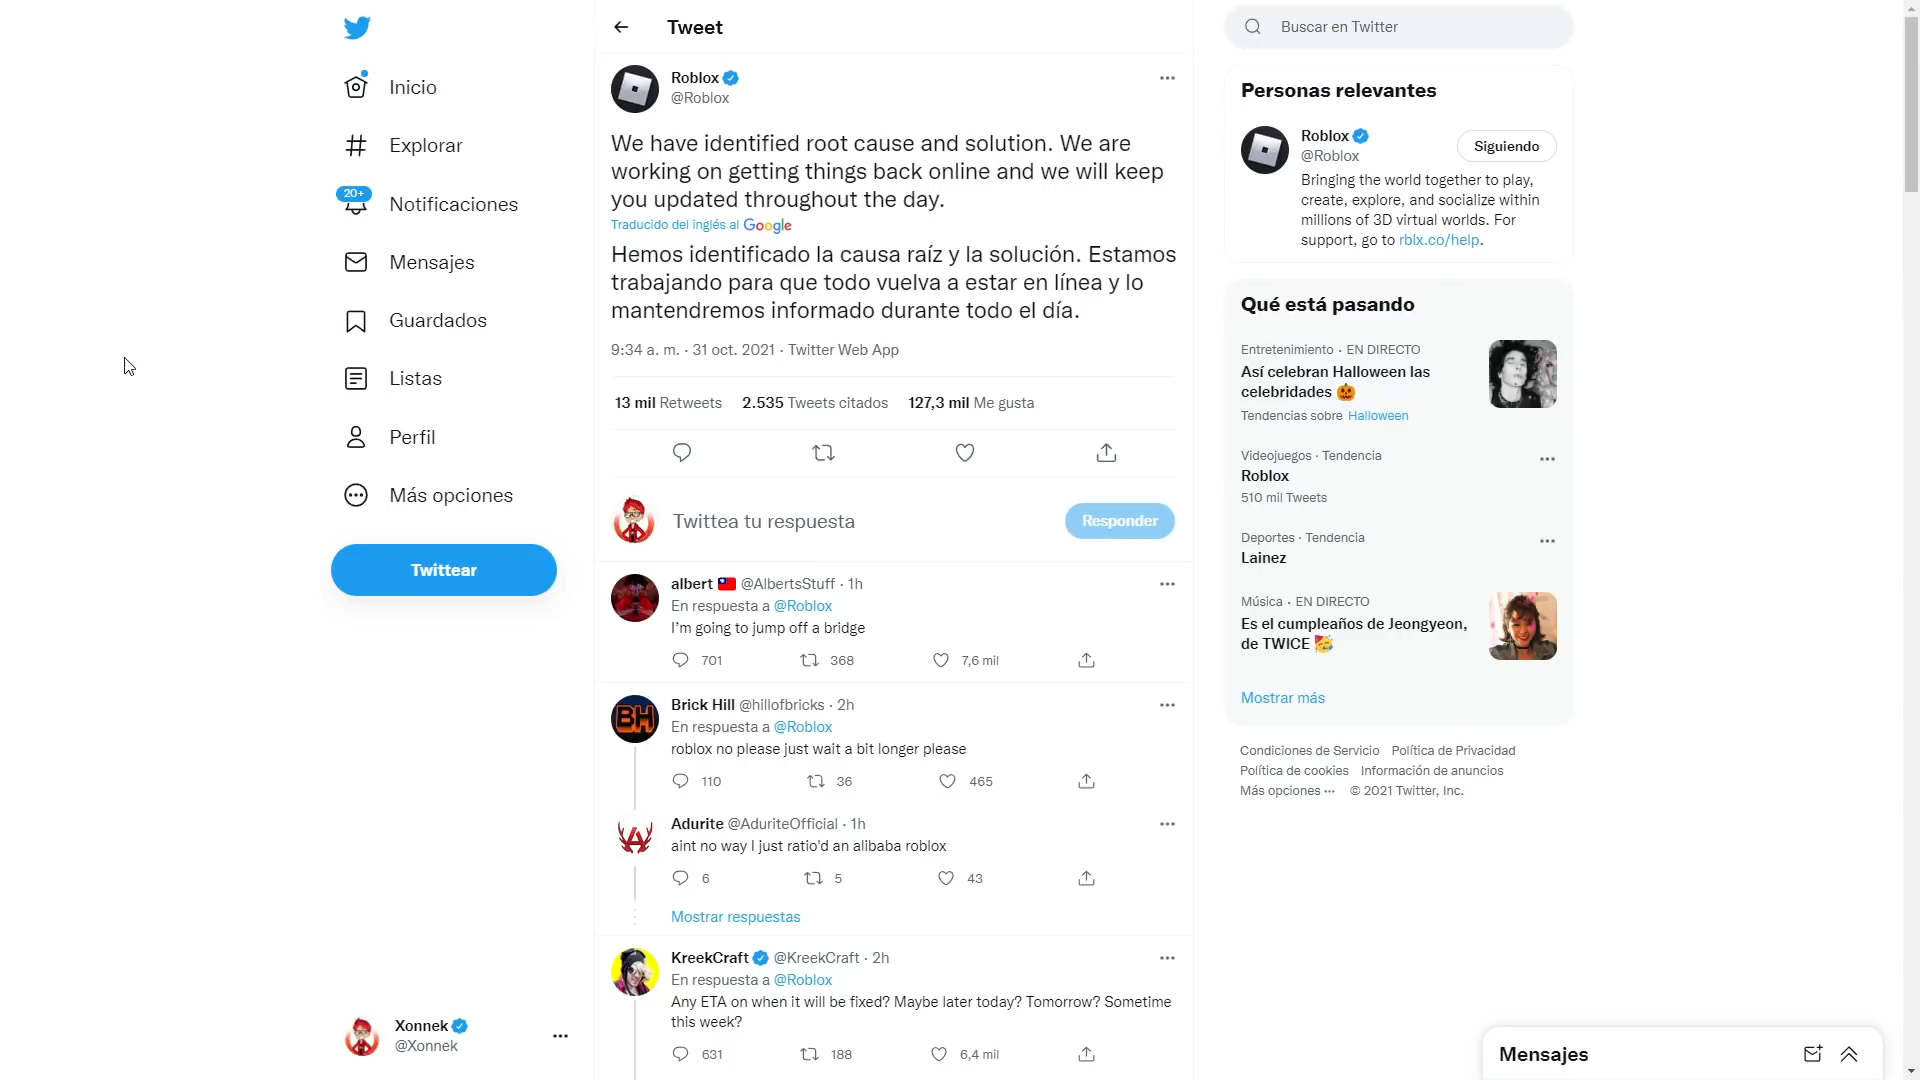 Inicio
Explorar
20+
Notificaciones
Mensajes
Guardados
Listas
Perfil
Más opciones
Twittear
Xonnek
@Xonnek
Tweet
Roblox
@Roblox
We have identified root cause and solution. We are
working on getting things back online and we will keep
you updated throughout the day.
Traducido del inglés al Google
Hemos identificado la causa raíz y la solución. Estamos
trabajando para que todo vuelva a estar en línea y lo
mantendremos informado durante todo el día.
9:34 a. m. · 31 oct. 2021 · Twitter Web App
13 mil Retweets 2.535 Tweets citados 127,3 mil Me gusta
Twittea tu respuesta
Responder
albert 🇹🇼 @AlbertsStuff · 1h
En respuesta a @Roblox
I’m going to jump off a bridge
701 368 7,6 mil
BH
Brick Hill @hillofbricks · 2h
En respuesta a @Roblox
roblox no please just wait a bit longer please
110 36 465
Adurite @AduriteOfficial · 1h
aint no way I just ratio'd an alibaba roblox
6 5 43
Mostrar respuestas
KreekCraft @KreekCraft · 2h
En respuesta a @Roblox
Any ETA on when it will be fixed? Maybe later today? Tomorrow? Sometime
this week?
631 188 6,4 mil
Buscar en Twitter
Personas relevantes
Roblox
@Roblox
Siguiendo
Bringing the world together to play,
create, explore, and socialize within
millions of 3D virtual worlds. For
support, go to rblx.co/help.
Qué está pasando
Entretenimiento · EN DIRECTO
Así celebran Halloween las
celebridades 🎃
Tendencias sobre Halloween
Videojuegos · Tendencia
Roblox
510 mil Tweets
Deportes · Tendencia
Lainez
Música · EN DIRECTO
Es el cumpleaños de Jeongyeon,
de TWICE 🥳
Mostrar más
Condiciones de Servicio Política de Privacidad
Política de cookies Información de anuncios
Más opciones ··· © 2021 Twitter, Inc.
Mensajes